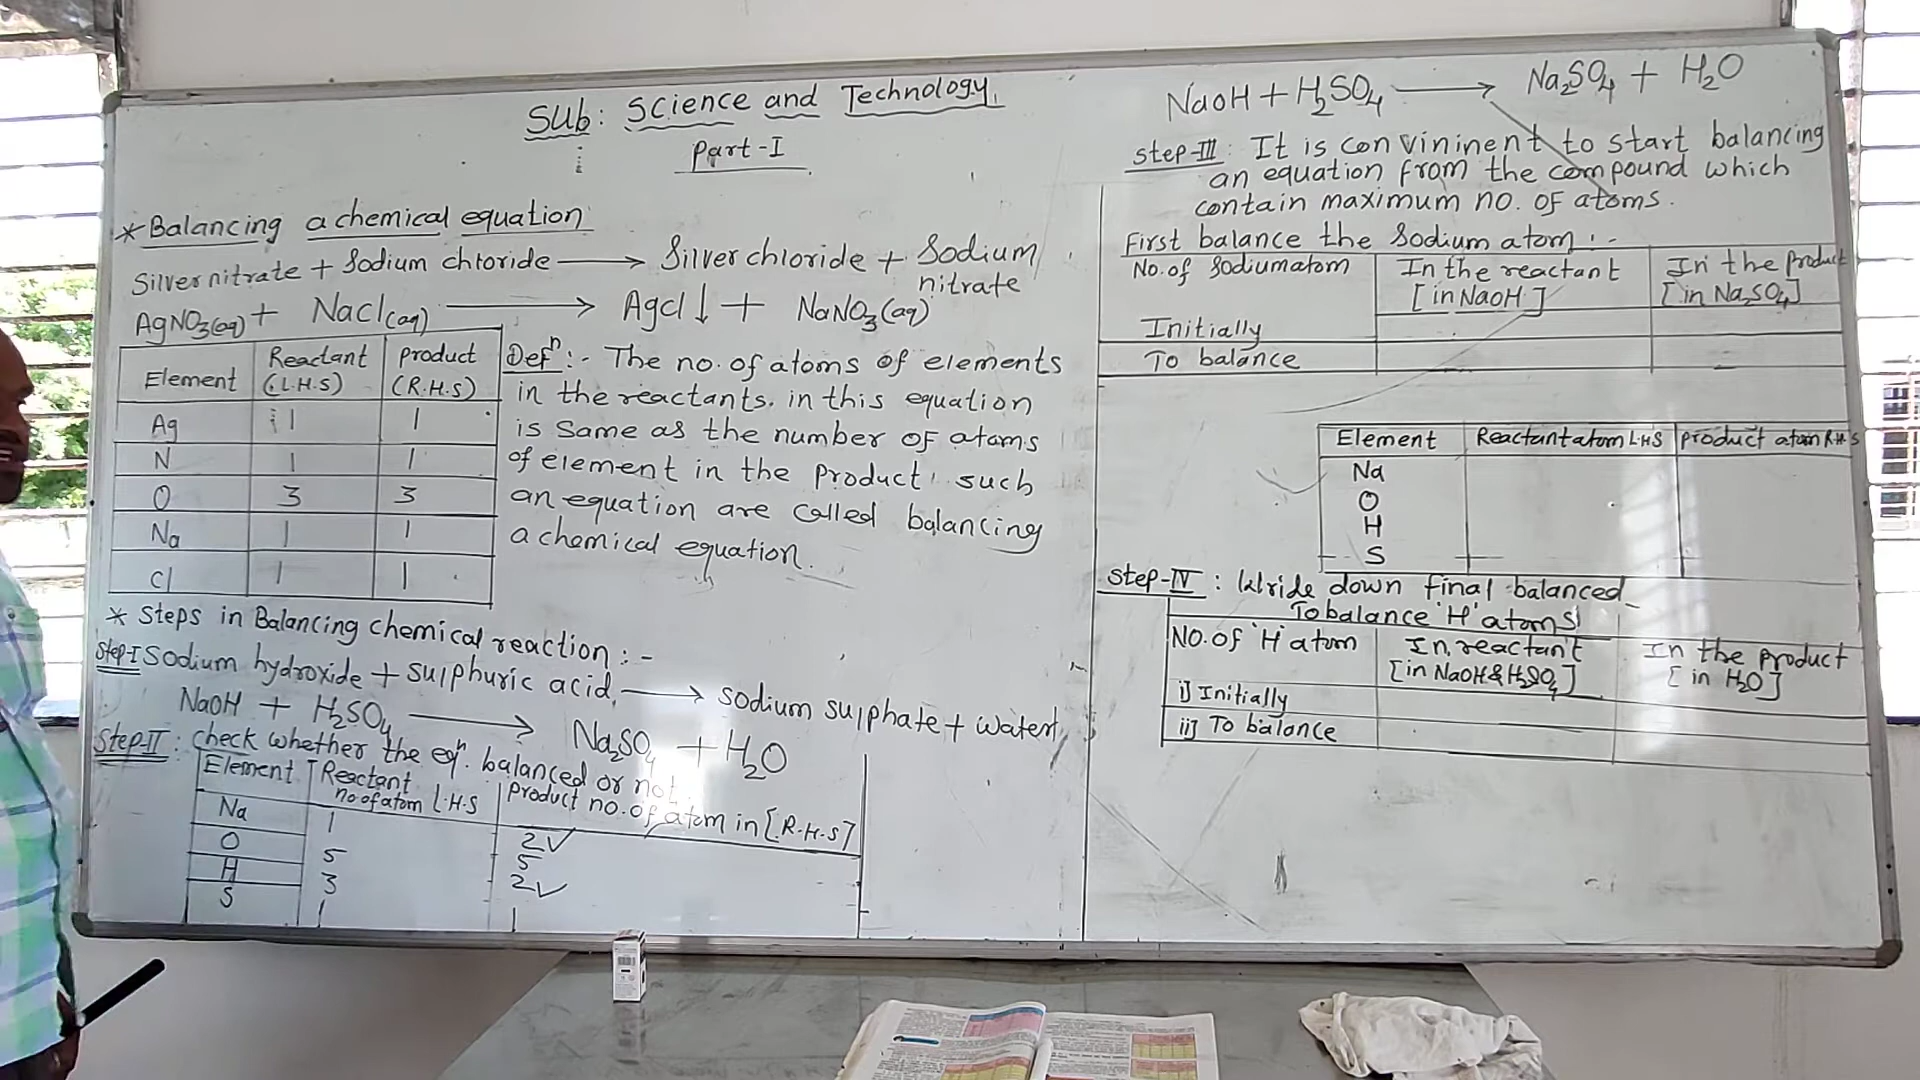 Sub: Science and Technology
Part-I
* Balancing a chemical equation
Silver nitrate + Sodium chloride ⟶ Silver chloride + Sodium nitrate
AgNO₃(aq) + NaCl(aq) ⟶ AgCl↓ + NaNO₃(aq)
Element | Reactant (L.H.S) | Product (R.H.S)
Ag | 1 | 1
N | 1 | 1
O | 3 | 3
Na | 1 | 1
Cl | 1 | 1
Defⁿ:- The no. of atoms of elements
in the reactants. in this equation
is Same as the number of atoms
of element in the product, such
an equation are called balancing
a chemical equation.
* Steps in Balancing chemical reaction :-
Step-I Sodium hydroxide + sulphuric acid ⟶ sodium sulphate + water
NaOH + H₂SO₄ ⟶ Na₂SO₄ + H₂O
Step-II : check whether the eqⁿ. balanced or not.
Element | Reactant no. of atom L.H.S | product no. of atom in [R.H.S]
Na | 1 | 2✓
O | 5 | 5
H | 3 | 2✓
S | 1 | 1
NaOH + H₂SO₄ ⟶ Na₂SO₄ + H₂O
Step-III : It is convininent to start balancing
an equation from the compound which
contain maximum no. of atoms.
First balance the Sodium atom :-
No. of Sodium atom | In the reactant [in NaOH] | In the product [in Na₂SO₄]
Initially
To balance
Element | Reactant atom L.H.S | product atom R.H.S
Na
O
H
S
Step-IV : Wride down final balanced
To balance 'H' atoms
NO. of 'H' atom | In reactant [in NaOH & H₂SO₄] | In the product [in H₂O]
i] Initially
ii] To balance